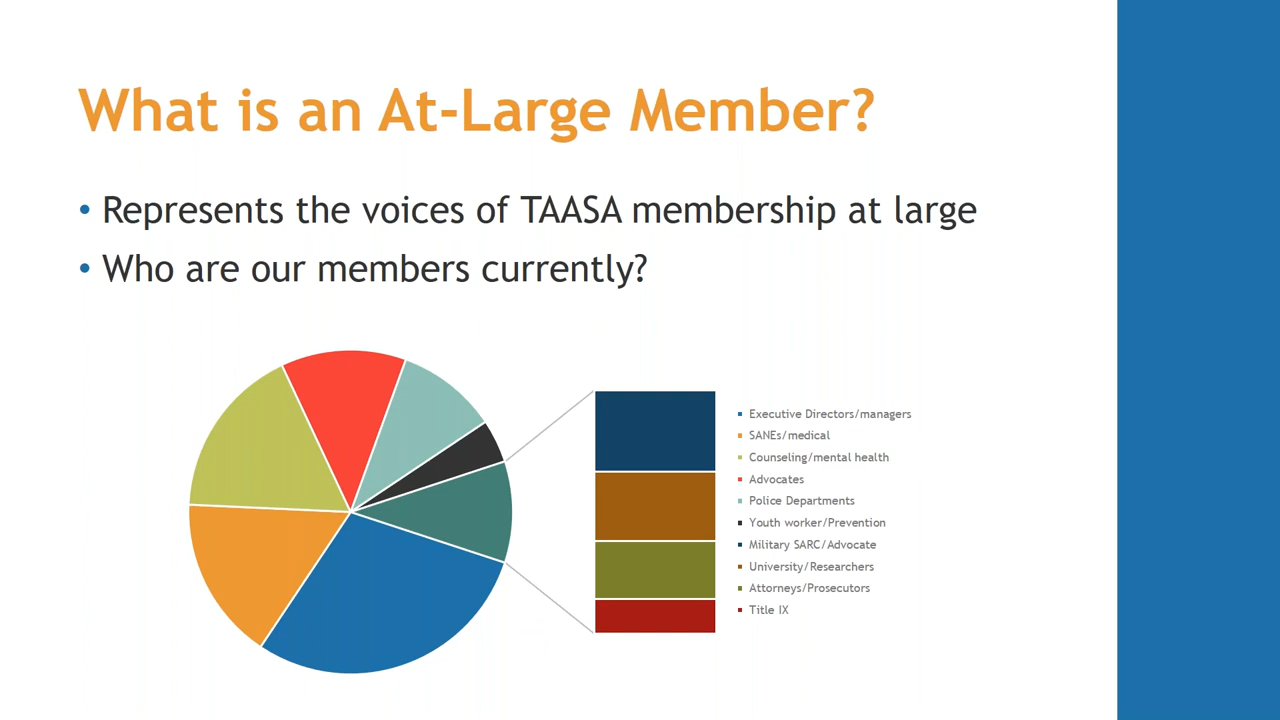 What is an At-Large Member?
• Represents the voices of TAASA membership at large
• Who are our members currently?
Executive Directors/managers
SANEs/medical
Counseling/mental health
Advocates
Police Departments
Youth worker/Prevention
Military SARC/Advocate
University/Researchers
Attorneys/Prosecutors
Title IX